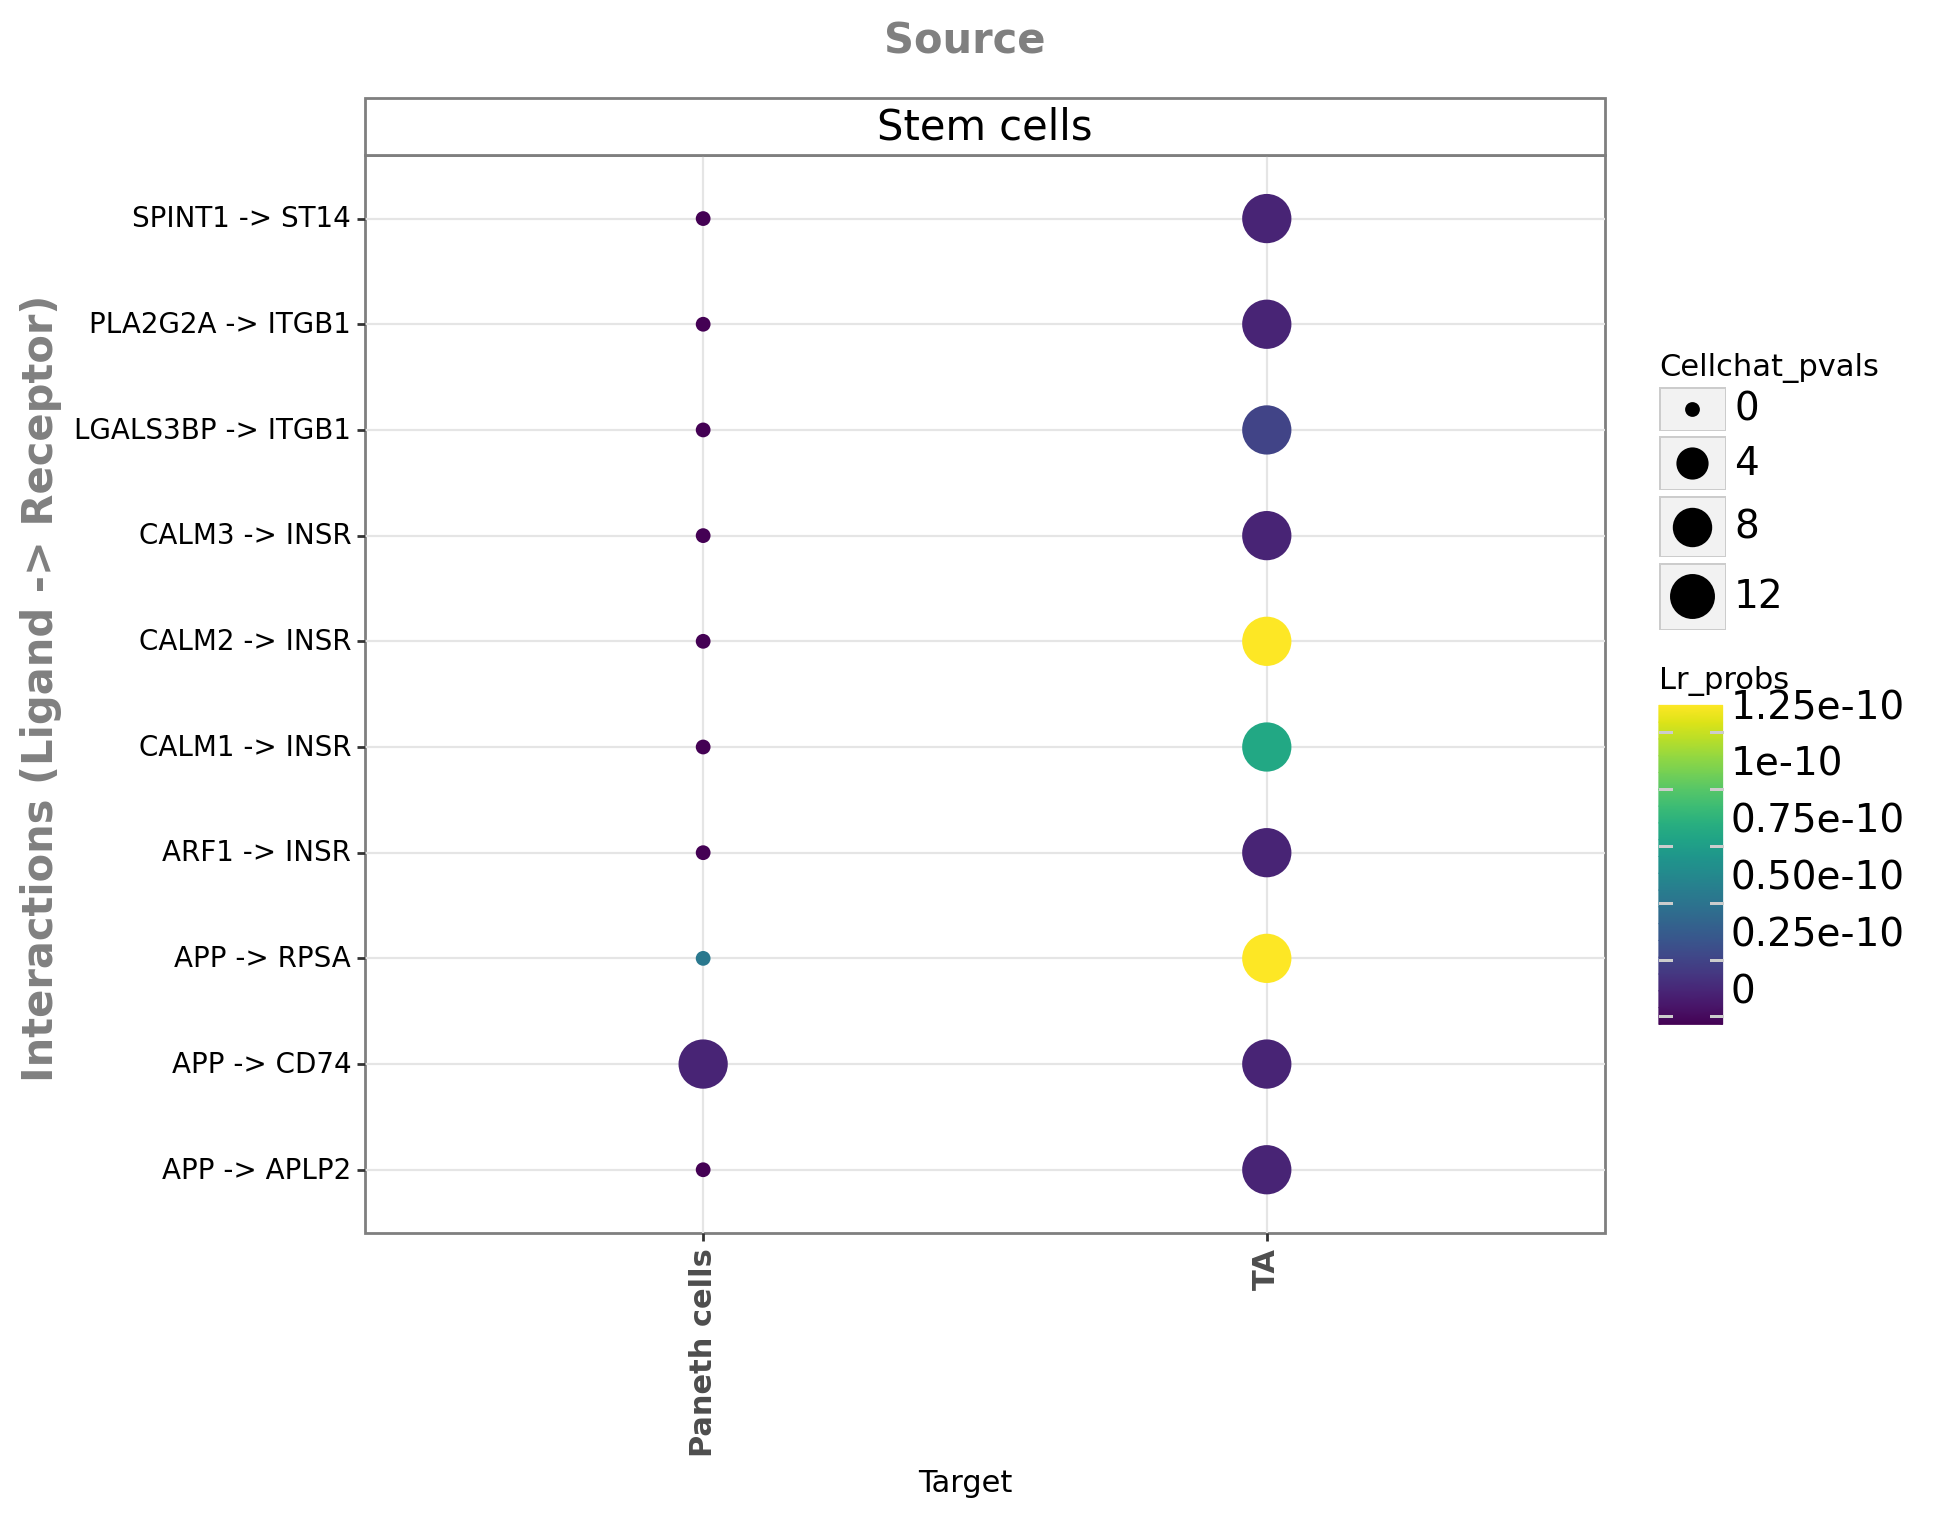 Source
Stem cells
Interactions (Ligand -> Receptor)
SPINT1 -> ST14
PLA2G2A -> ITGB1
LGALS3BP -> ITGB1
CALM3 -> INSR
CALM2 -> INSR
CALM1 -> INSR
ARF1 -> INSR
APP -> RPSA
APP -> CD74
APP -> APLP2
Paneth cells
TA
Target
Cellchat_pvals
0
4
8
12
Lr_probs
1.25e-10
1e-10
0.75e-10
0.50e-10
0.25e-10
0